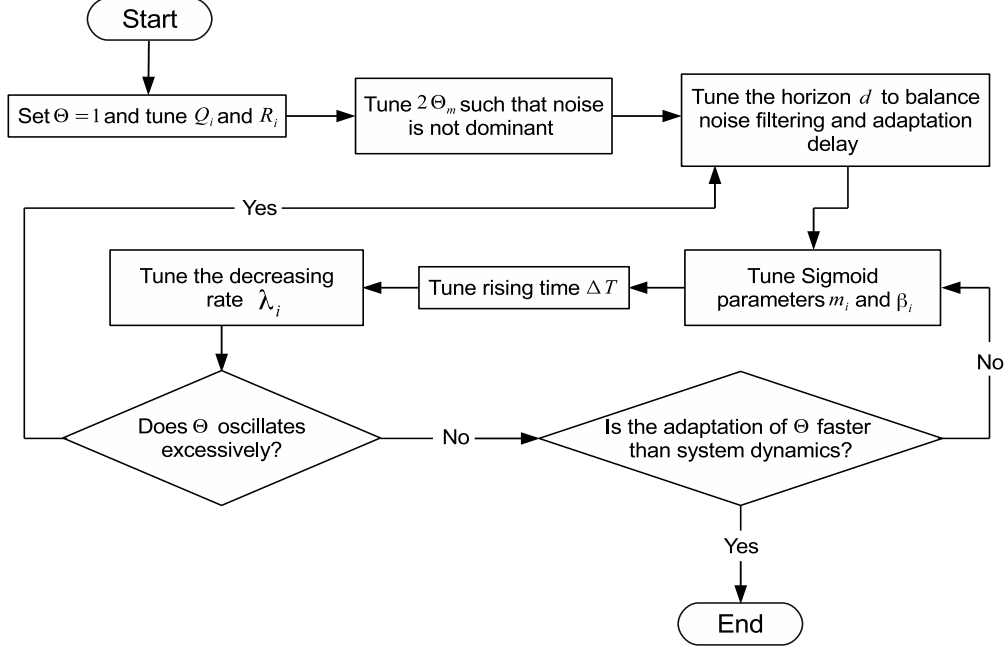 Start
Set Θ = 1 and tune Q_i and R_i
Tune 2Θ_m such that noise
is not dominant
Tune the horizon d to balance
noise filtering and adaptation
delay
Yes
Tune the decreasing
rate λ_i
Tune rising time ΔT
Tune Sigmoid
parameters m_i and β_i
No
Does Θ oscillates
excessively?
No
Is the adaptation of Θ faster
than system dynamics?
Yes
End